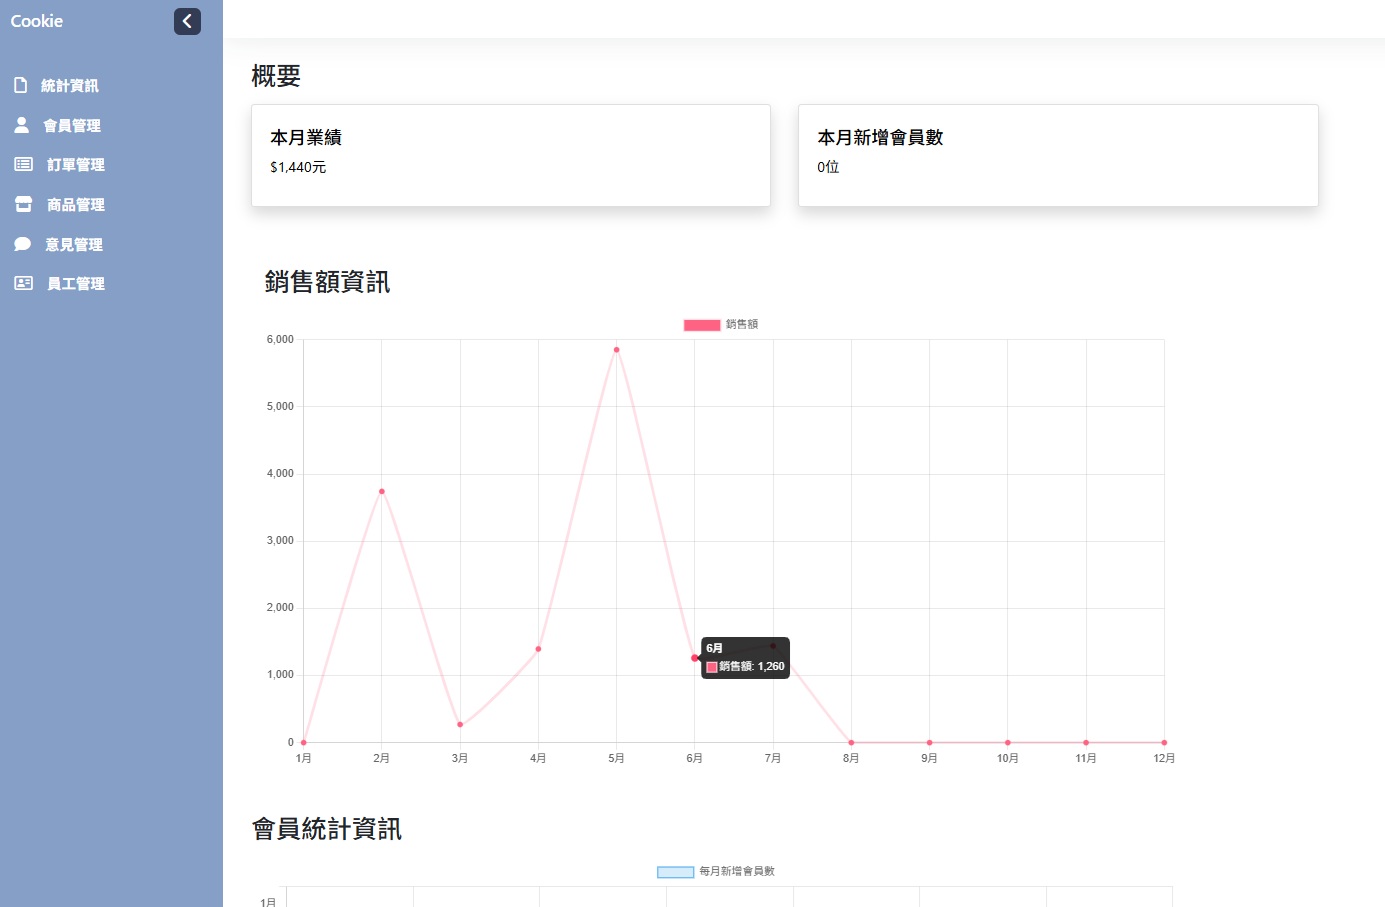 Cookie
統計資訊
會員管理
訂單管理
商品管理
意見管理
員工管理
概要
本月業績
$1,440元
本月新增會員數
0位
銷售額資訊
銷售額
6,000
5,000
4,000
3,000
2,000
1,000
0
6月
銷售額: 1,260
1月 2月 3月 4月 5月 6月 7月 8月 9月 10月 11月 12月
會員統計資訊
每月新增會員數
1月